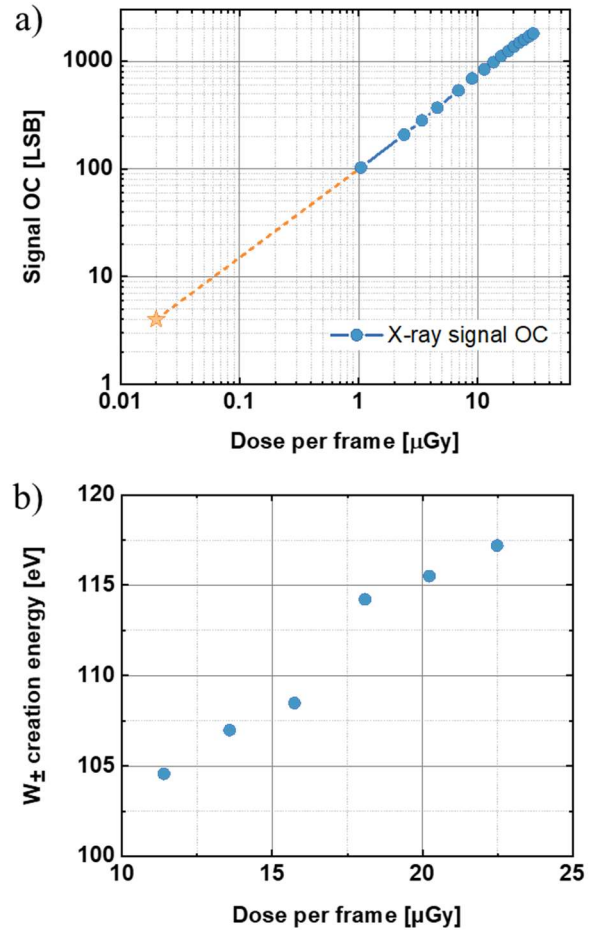 a)
Signal OC [LSB]
1000
100
10
1
0.01
0.1
1
10
X-ray signal OC
Dose per frame [μGy]
b)
W± creation energy [eV]
120
115
110
105
100
10
15
20
25
Dose per frame [µGy]